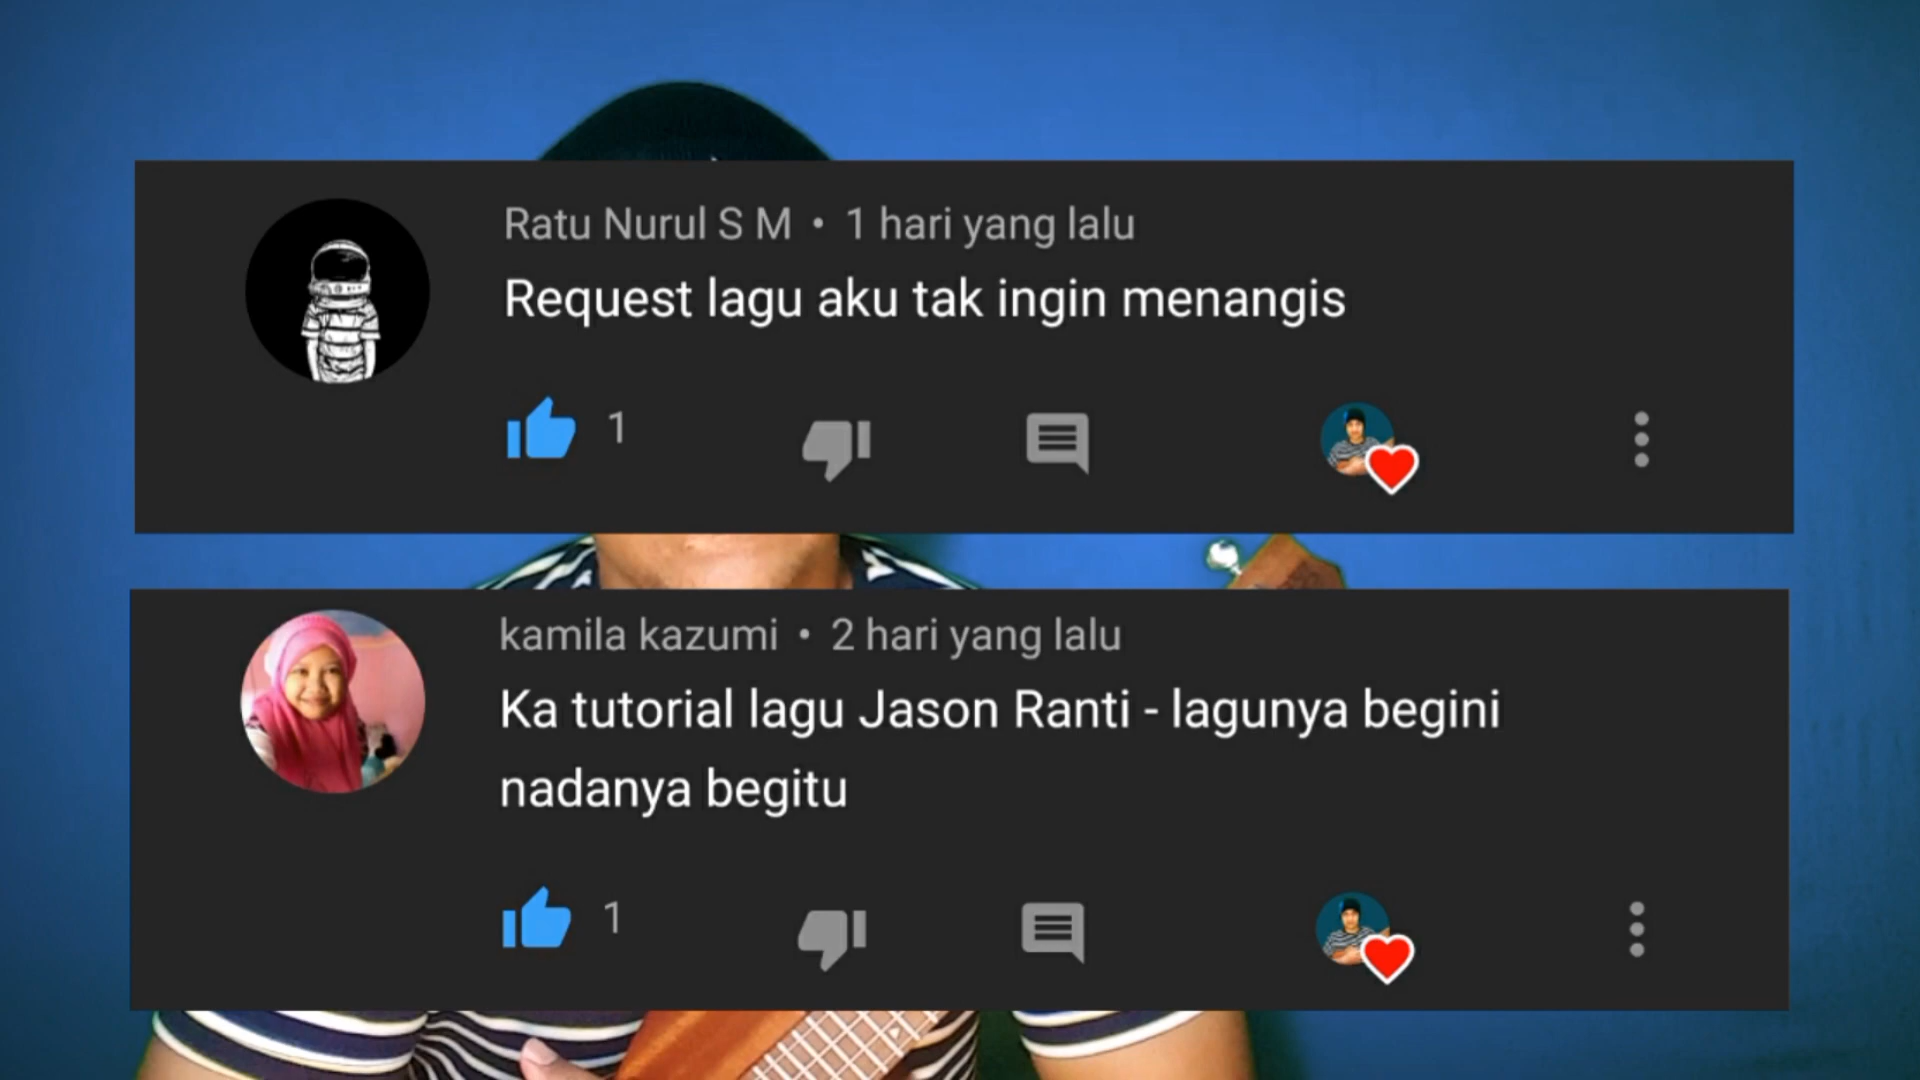 Ratu Nurul S M • 1 hari yang lalu
Request lagu aku tak ingin menangis
1
kamila kazumi • 2 hari yang lalu
Ka tutorial lagu Jason Ranti - lagunya begini
nadanya begitu
1